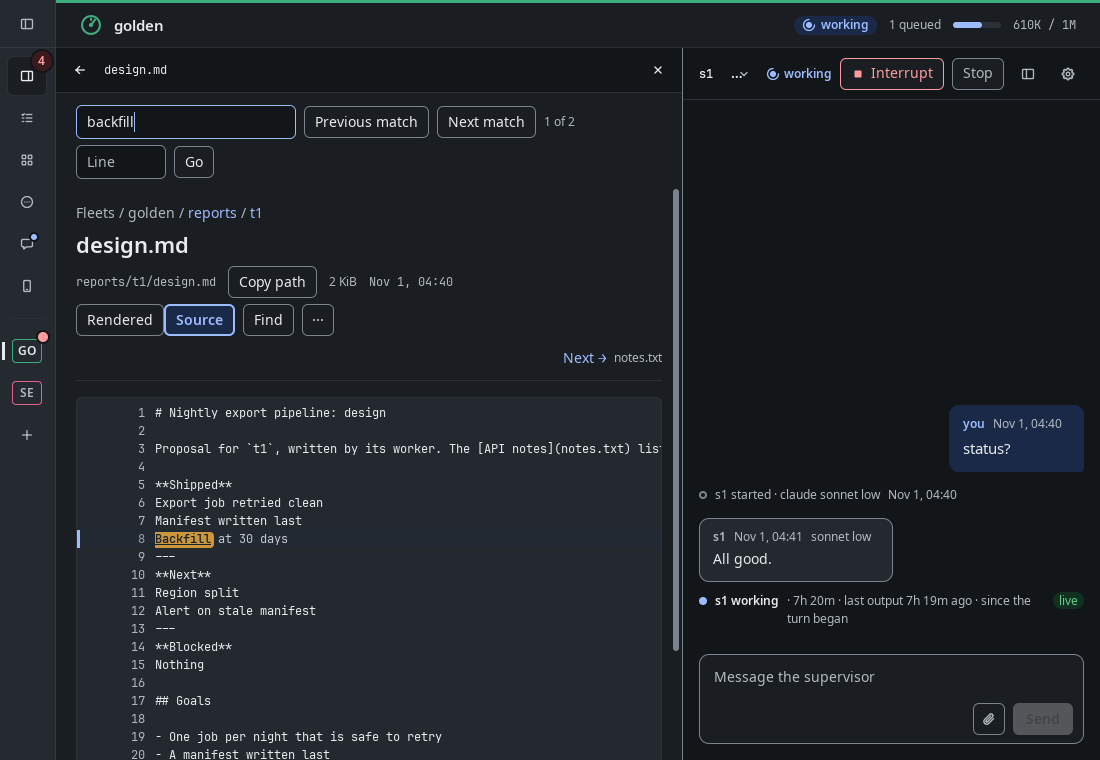 golden
working
1 queued
610K / 1M
4
GO
SE
design.md
backfill
Previous match
Next match
1 of 2
Line
Go
Fleets / golden / reports / t1
design.md
reports/t1/design.md
Copy path
2 KiB
Nov 1, 04:40
Rendered
Source
Find
...
Next →
notes.txt
1 # Nightly export pipeline: design
2
3 Proposal for `t1`, written by its worker. The [API notes](notes.txt)
4
5 **Shipped**
6 Export job retried clean
7 Manifest written last
8 Backfill at 30 days
9 ---
10 **Next**
11 Region split
12 Alert on stale manifest
13 ---
14 **Blocked**
15 Nothing
16
17 ## Goals
18
19 - One job per night that is safe to retry
20 - A manifest written last
s1
...
working
Interrupt
Stop
you Nov 1, 04:40
status?
s1 started · claude sonnet low Nov 1, 04:40
s1 Nov 1, 04:41 sonnet low
All good.
s1 working · 7h 20m · last output 7h 19m ago · since the
turn began
live
Message the supervisor
Send